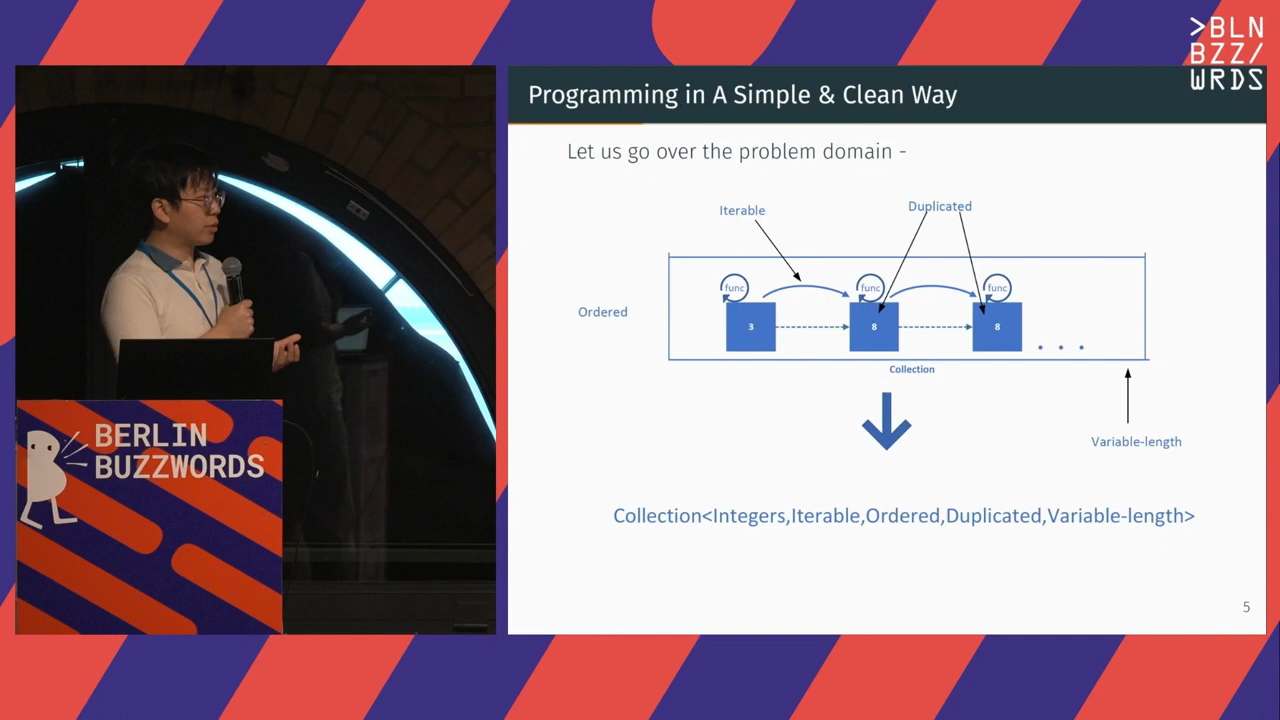 >BLN
BZZ/
WRDS
Programming in A Simple & Clean Way
Let us go over the problem domain -
Iterable
Duplicated
func
func
func
Ordered
3
8
8
. . .
Collection
Variable-length
Collection<Integers,Iterable,Ordered,Duplicated,Variable-length>
5
BERLIN
BUZZWORDS